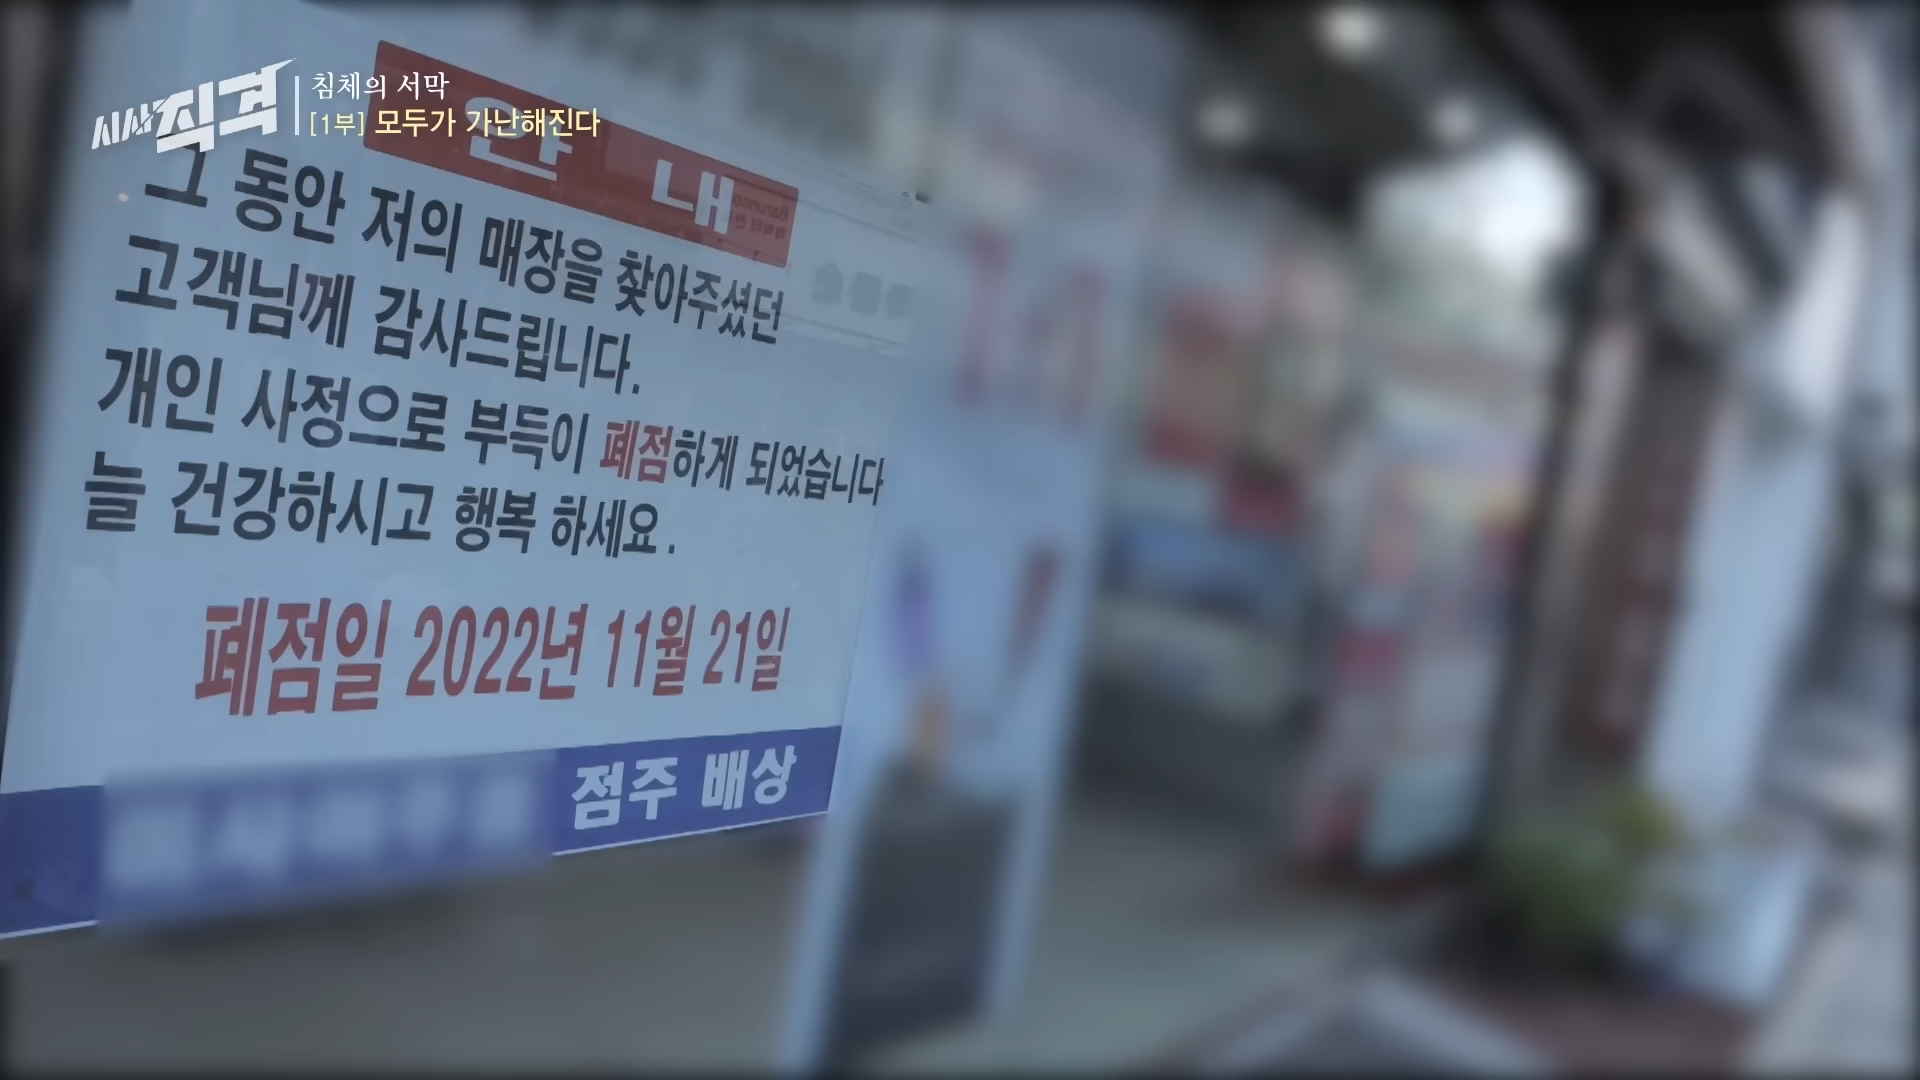 시사직격
침체의 서막
[1부] 모두가 가난해진다
안 내
그 동안 저의 매장을 찾아주셨던
고객님께 감사드립니다.
개인 사정으로 부득이 폐점하게 되었습니다
늘 건강하시고 행복 하세요.
폐점일 2022년 11월 21일
점주 배상